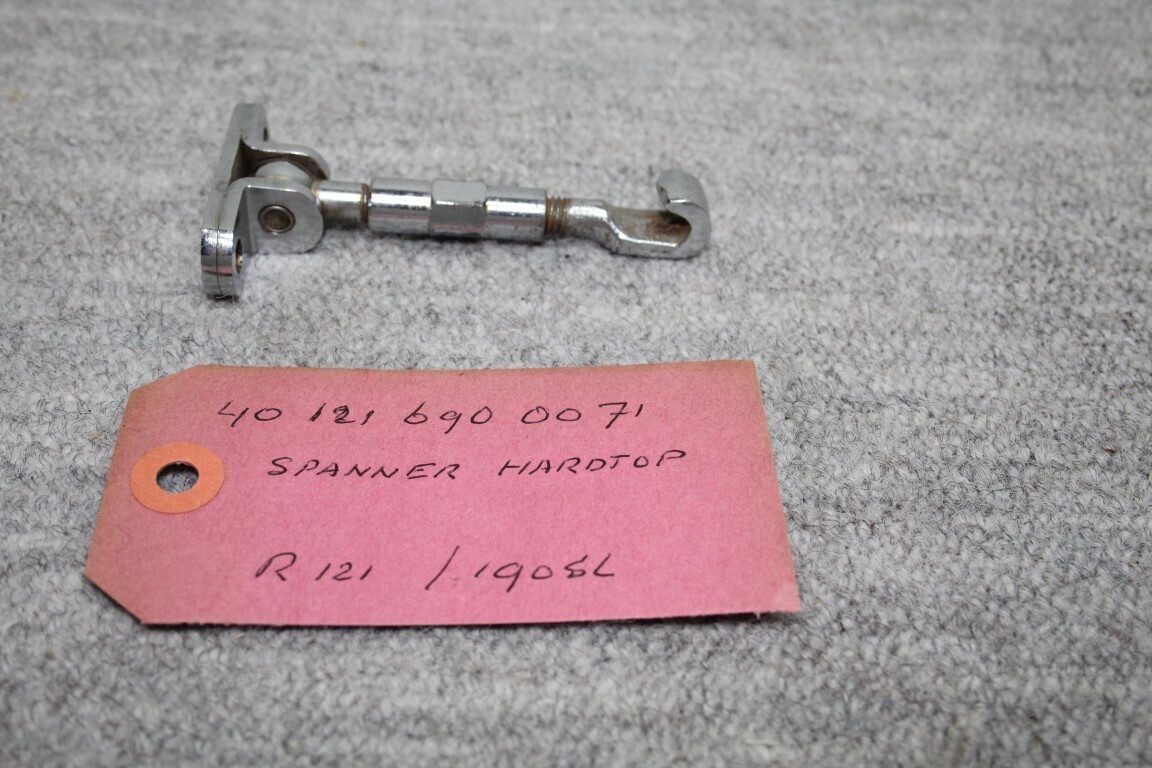 40 121 690 00 71
SPANNER HARDTOP
R 121 / 190SL